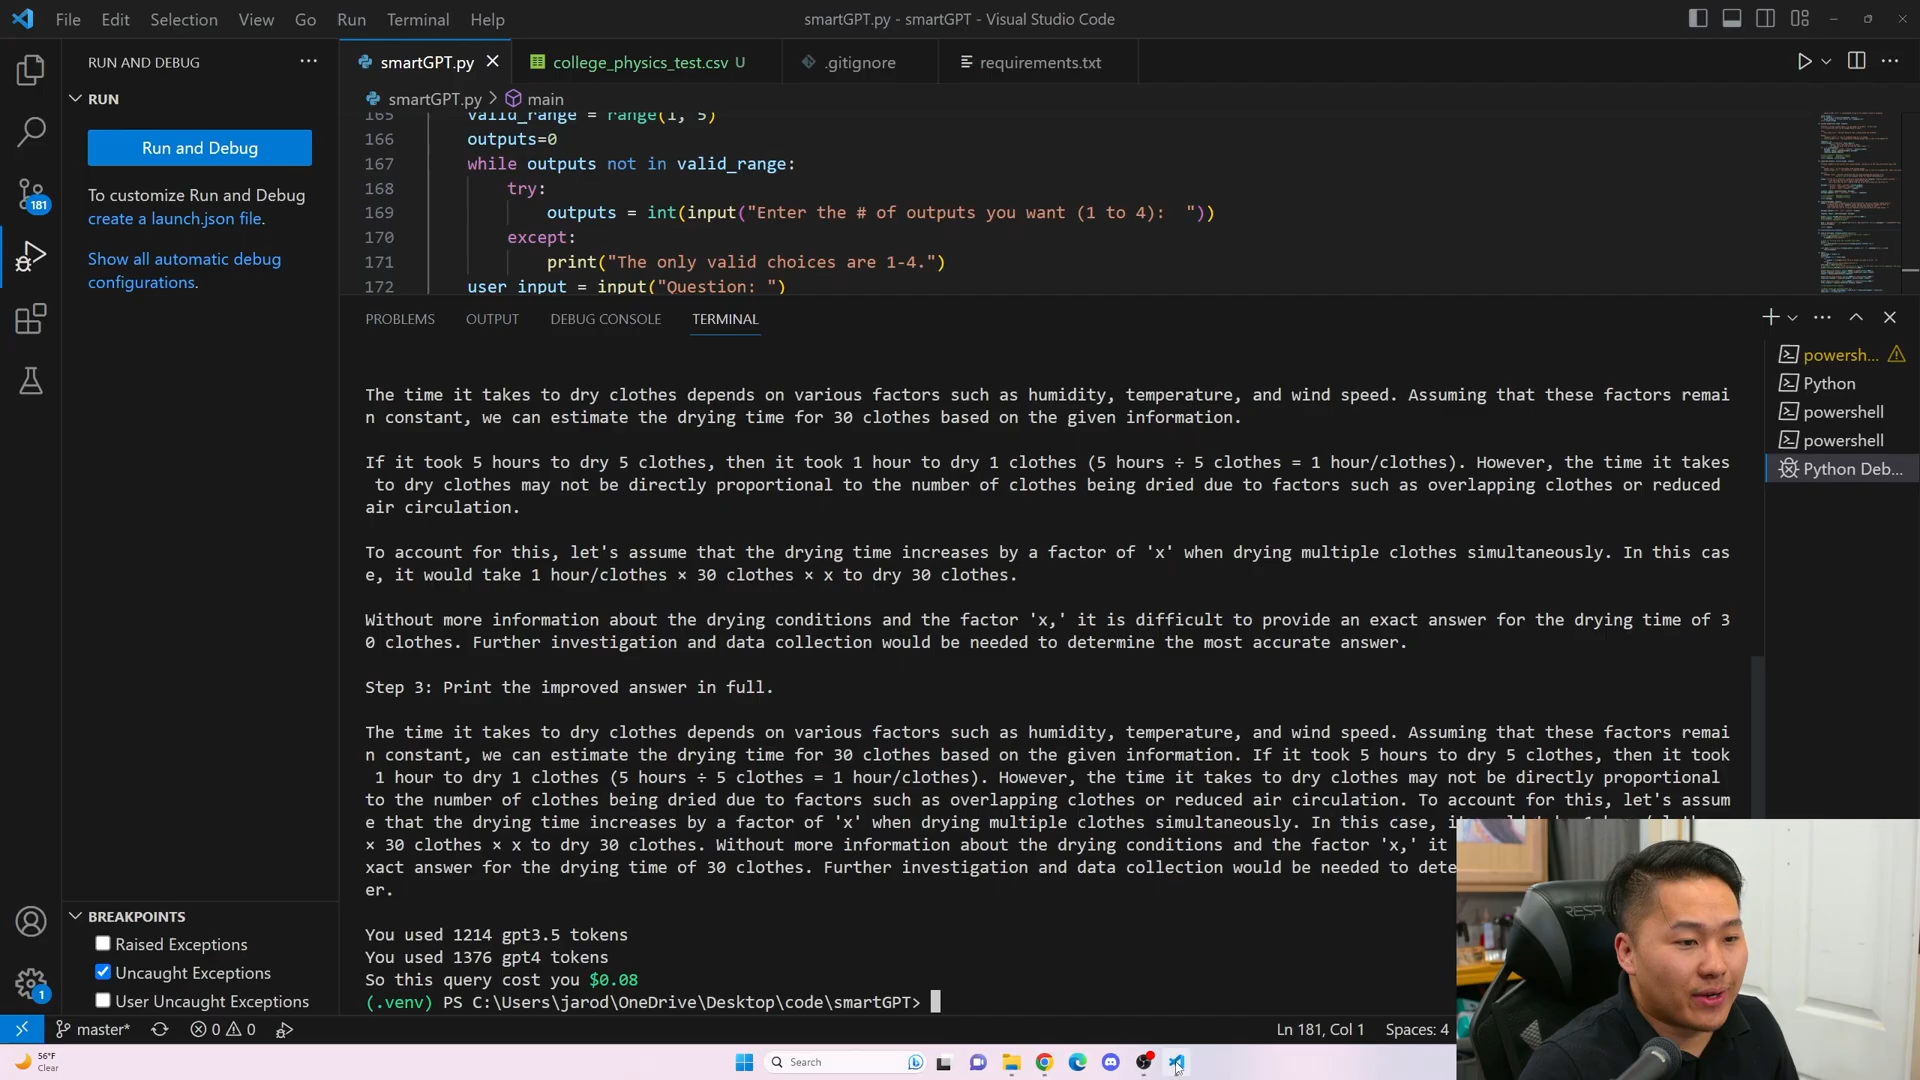 File Edit Selection View Go Run Terminal Help
smartGPT.py - smartGPT - Visual Studio Code
RUN AND DEBUG
smartGPT.py
college_physics_test.csv U
.gitignore
requirements.txt
RUN
smartGPT.py > main
Run and Debug
To customize Run and Debug
create a launch.json file.
Show all automatic debug
configurations.
181
165 valid_range = range(1, 5)
166 outputs=0
167 while outputs not in valid_range:
168 try:
169 outputs = int(input("Enter the # of outputs you want (1 to 4):  "))
170 except:
171 print("The only valid choices are 1-4.")
172 user_input = input("Question: ")
PROBLEMS OUTPUT DEBUG CONSOLE TERMINAL
powersh...
Python
powershell
powershell
Python Deb...
The time it takes to dry clothes depends on various factors such as humidity, temperature, and wind speed. Assuming that these factors remai
n constant, we can estimate the drying time for 30 clothes based on the given information.
If it took 5 hours to dry 5 clothes, then it took 1 hour to dry 1 clothes (5 hours ÷ 5 clothes = 1 hour/clothes). However, the time it takes
to dry clothes may not be directly proportional to the number of clothes being dried due to factors such as overlapping clothes or reduced
air circulation.
To account for this, let's assume that the drying time increases by a factor of 'x' when drying multiple clothes simultaneously. In this cas
e, it would take 1 hour/clothes × 30 clothes × x to dry 30 clothes.
Without more information about the drying conditions and the factor 'x,' it is difficult to provide an exact answer for the drying time of 3
0 clothes. Further investigation and data collection would be needed to determine the most accurate answer.
Step 3: Print the improved answer in full.
The time it takes to dry clothes depends on various factors such as humidity, temperature, and wind speed. Assuming that these factors remai
n constant, we can estimate the drying time for 30 clothes based on the given information. If it took 5 hours to dry 5 clothes, then it took
1 hour to dry 1 clothes (5 hours ÷ 5 clothes = 1 hour/clothes). However, the time it takes to dry clothes may not be directly proportional
to the number of clothes being dried due to factors such as overlapping clothes or reduced air circulation. To account for this, let's assum
e that the drying time increases by a factor of 'x' when drying multiple clothes simultaneously. In this case,
× 30 clothes × x to dry 30 clothes. Without more information about the drying conditions and the factor 'x,' it
xact answer for the drying time of 30 clothes. Further investigation and data collection would be needed to dete
er.
You used 1214 gpt3.5 tokens
You used 1376 gpt4 tokens
So this query cost you $0.08
(.venv) PS C:\Users\jarod\OneDrive\Desktop\code\smartGPT>
BREAKPOINTS
Raised Exceptions
Uncaught Exceptions
User Uncaught Exceptions
1
master* 0 0
Ln 181, Col 1 Spaces: 4
56°F
Clear
Search